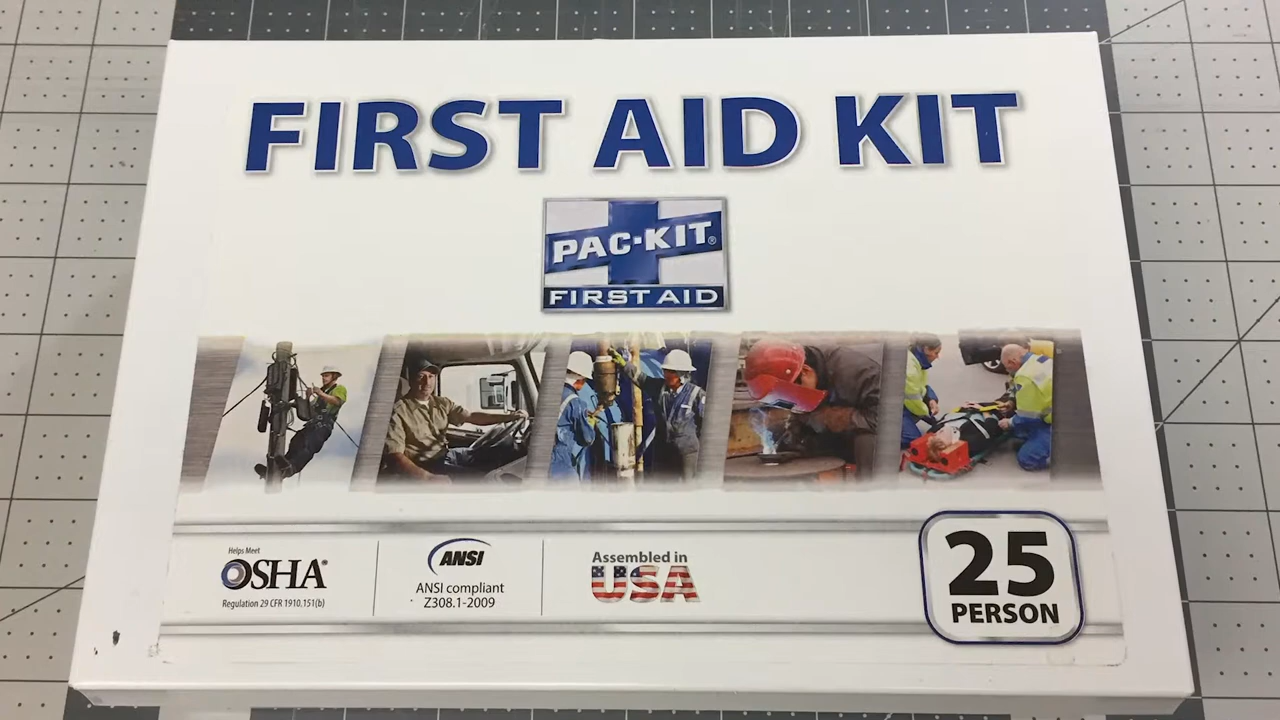 FIRST AID KIT
PAC-KIT®
FIRST AID
Helps Meet
OSHA®
Regulation 29 CFR 1910.151(b)
ANSI
ANSI compliant
Z308.1-2009
Assembled in
USA
25
PERSON